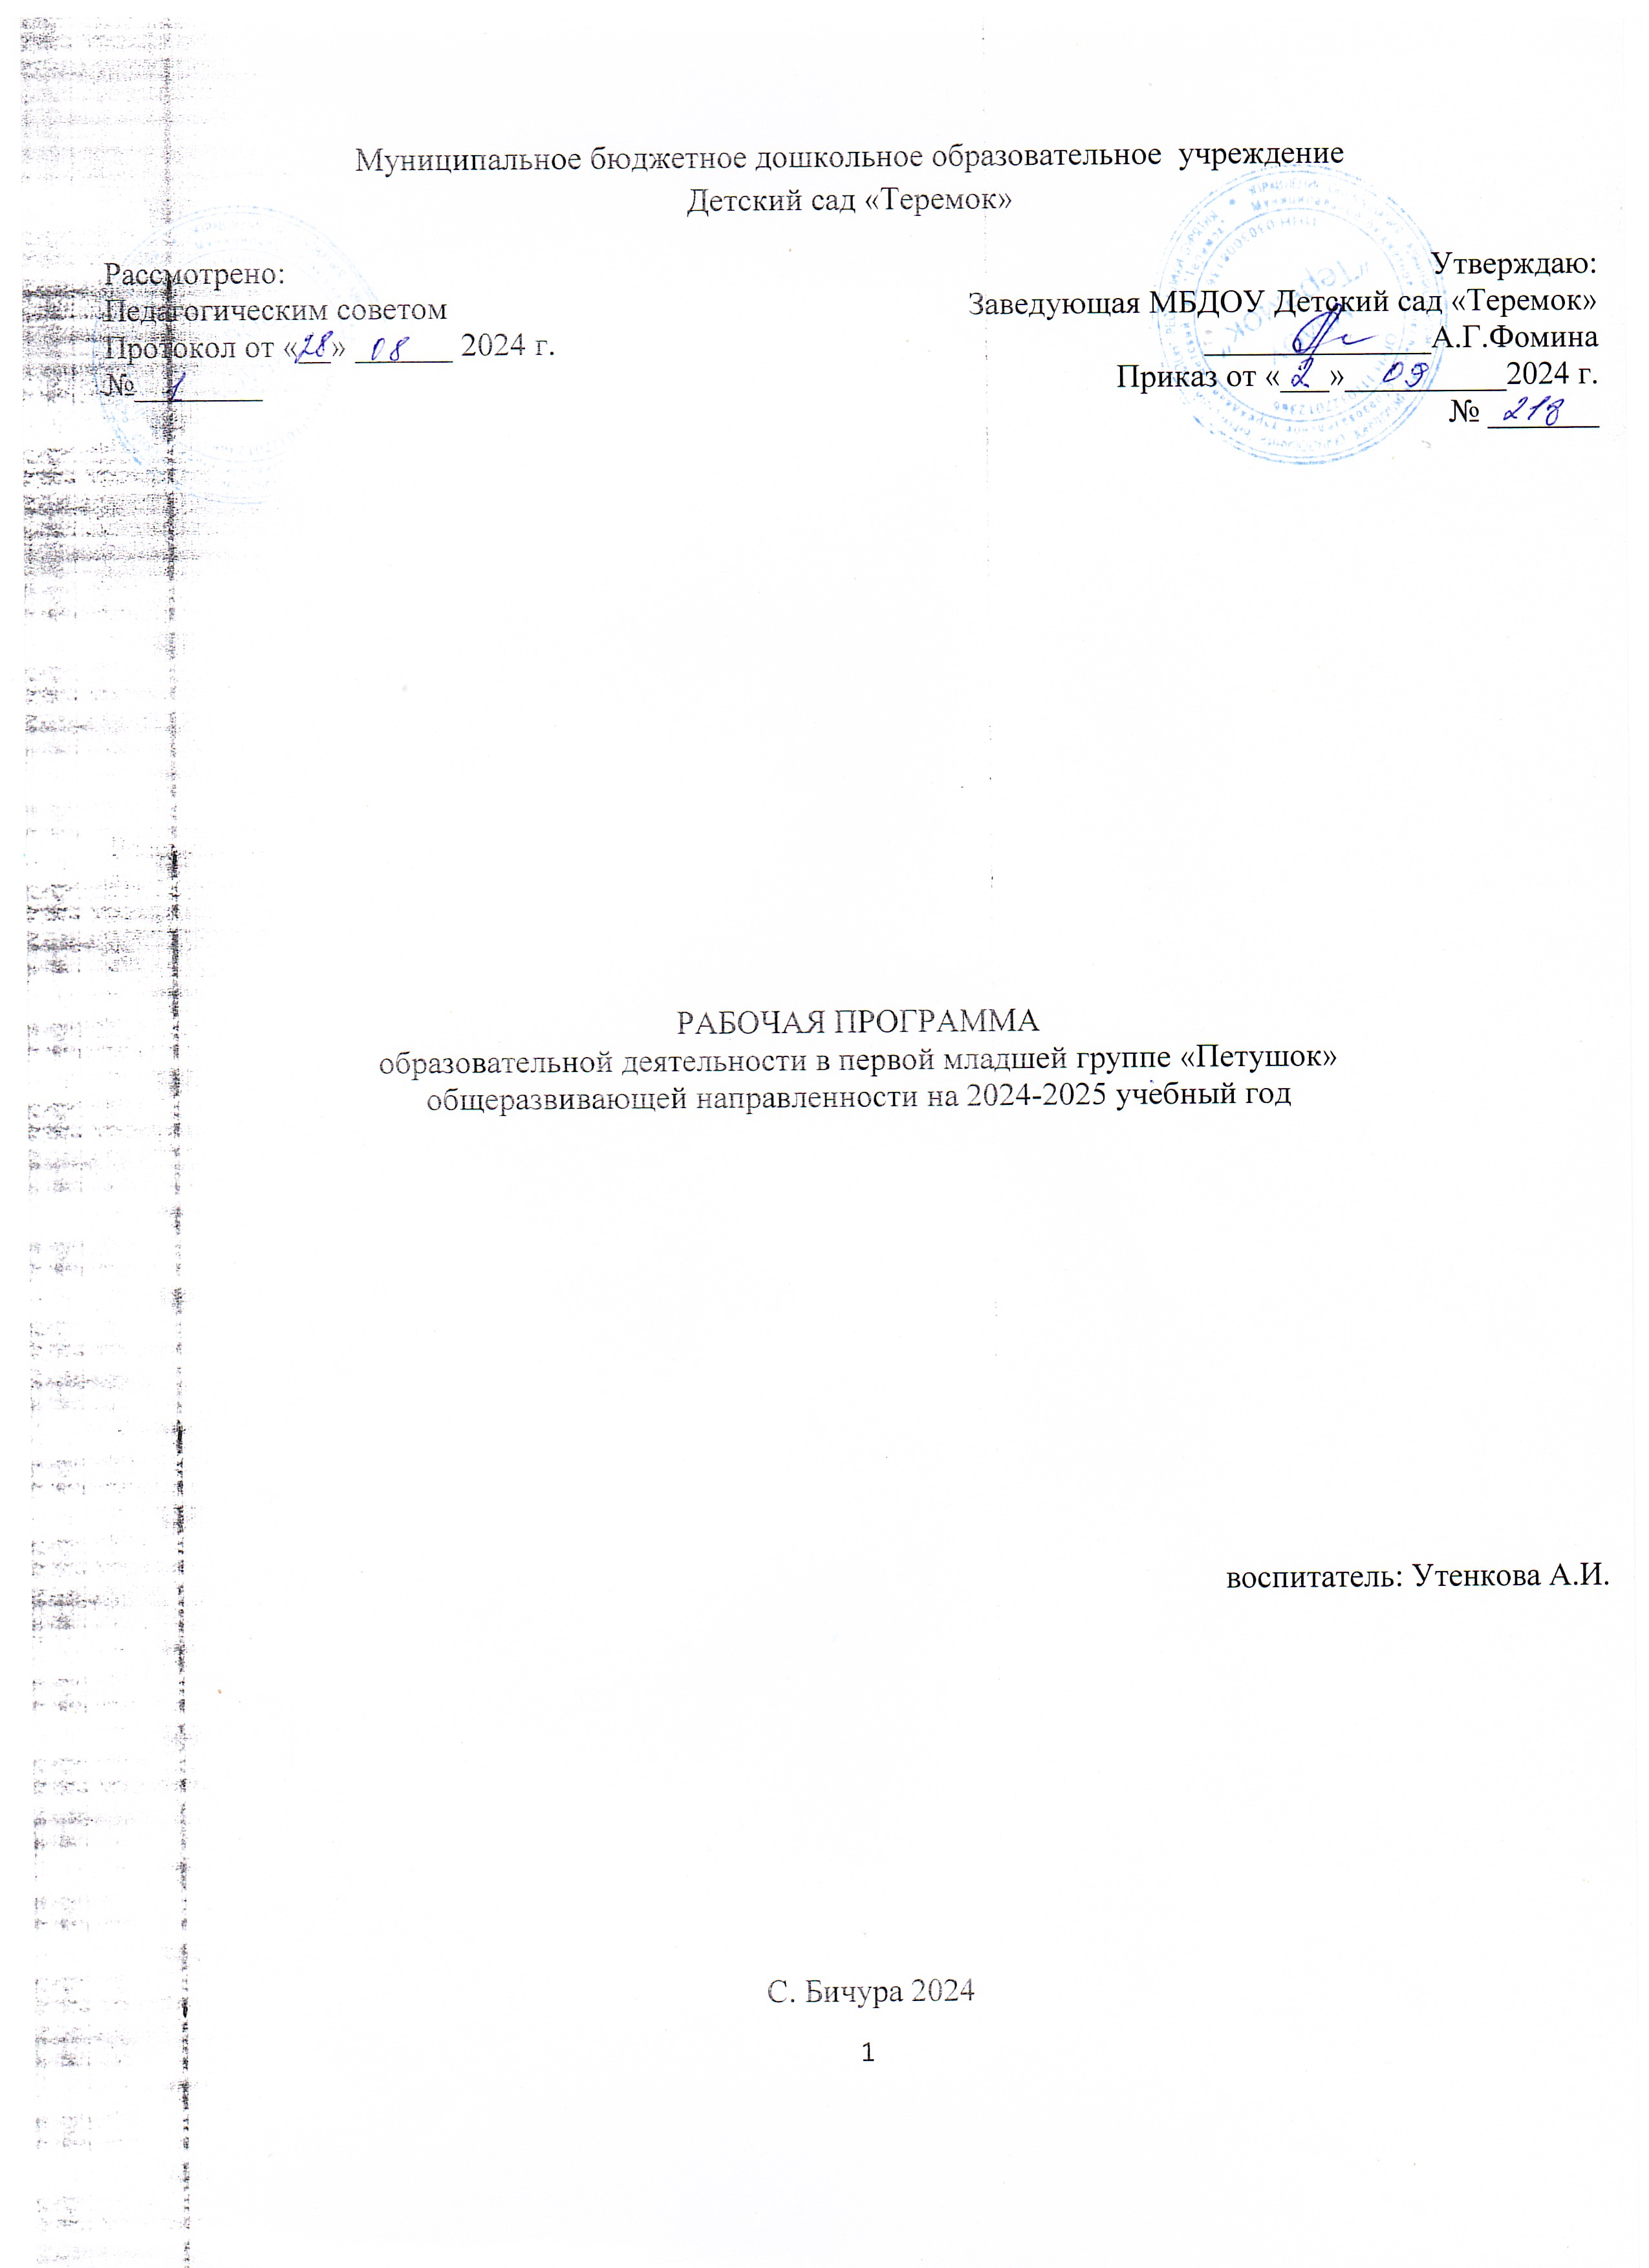 Муниципальное бюджетное дошкольное образовательное учреждение
Детский сад «Теремок»
Рассмотрено:
Педагогическим советом
Протокол от «28» 08 2024 г.
№ 1
Утверждаю:
Заведующая МБДОУ Детский сад «Теремок»
А.Г.Фомина
Приказ от «2» 09 2024 г.
№ 218
РАБОЧАЯ ПРОГРАММА
образовательной деятельности в первой младшей группе «Петушок»
общеразвивающей направленности на 2024-2025 учебный год
воспитатель: Утенкова А.И.
С. Бичура 2024
1